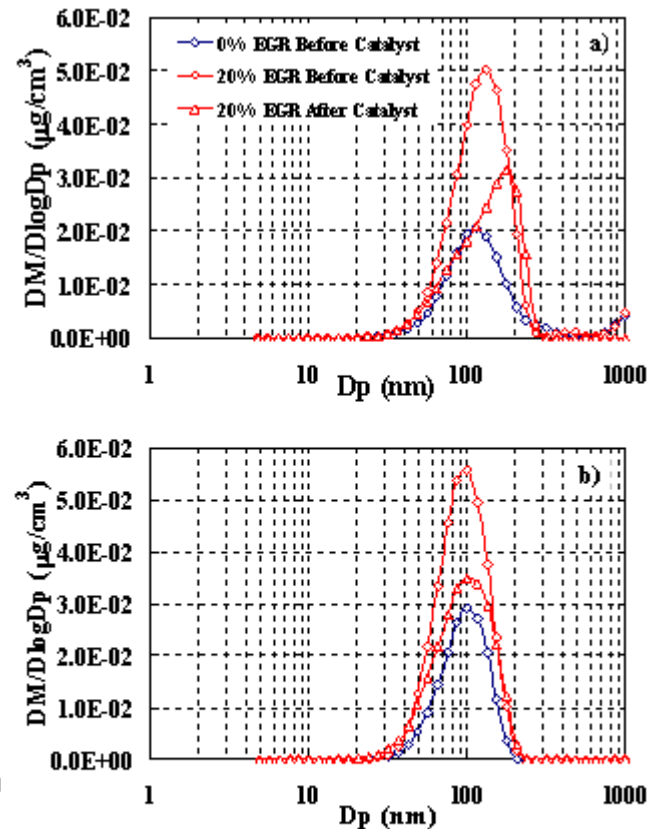 6.0E-02
5.0E-02
4.0E-02
3.0E-02
2.0E-02
1.0E-02
0.0E+00
DM/DlogDp (µg/cm³)
0% EGR Before Catalyst
20% EGR Before Catalyst
20% EGR After Catalyst
a)
1 10 100 1000
Dp (nm)
6.0E-02
5.0E-02
4.0E-02
3.0E-02
2.0E-02
1.0E-02
0.0E+00
DM/DlogDp (µg/cm³)
b)
1 10 100 1000
Dp (nm)